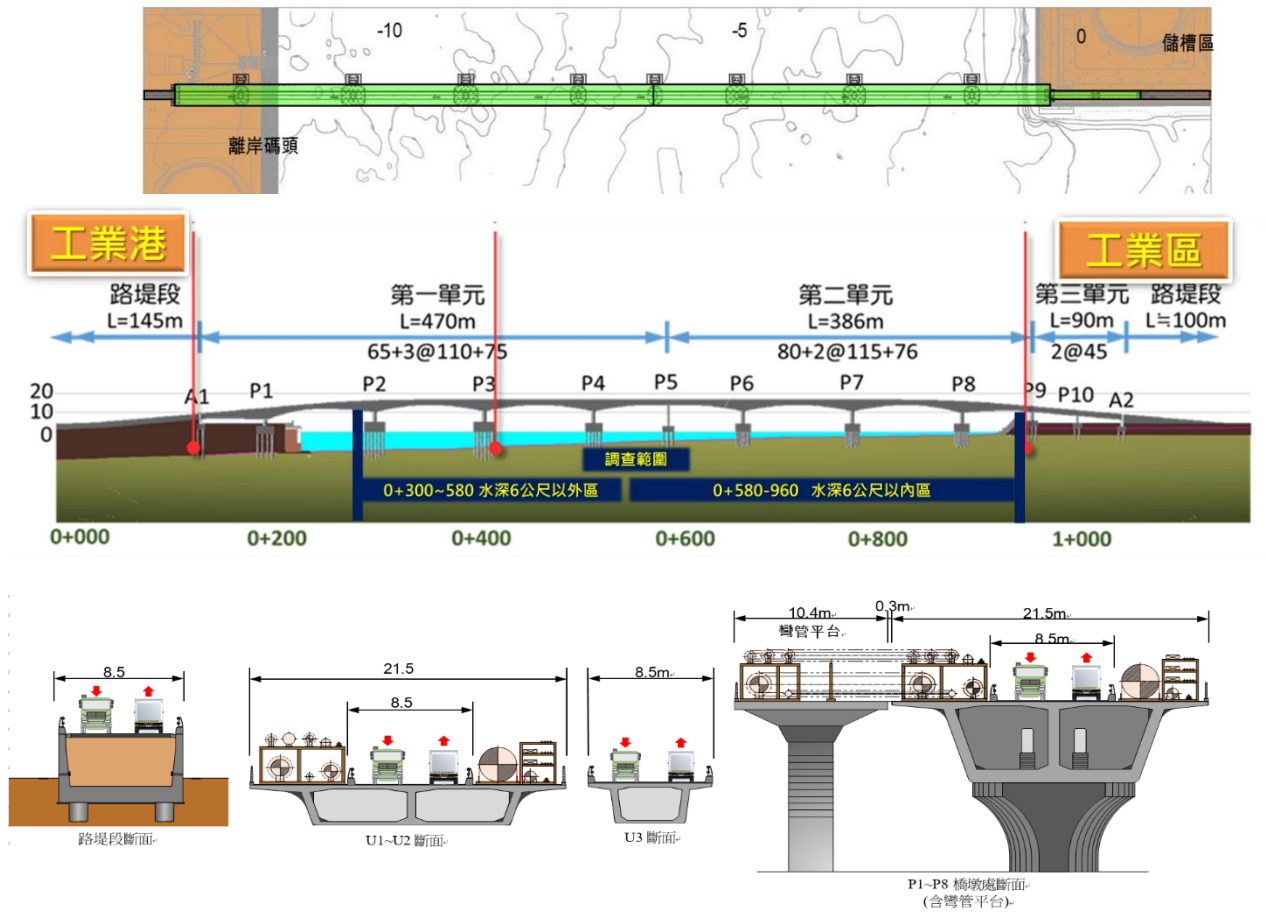 -10
-5
0
儲槽區
離岸碼頭
工業港
工業區
路堤段
L=145m
第一單元
L=470m
65+3@110+75
第二單元
L=386m
80+2@115+76
第三單元
L=90m
2@45
路堤段
L≒100m
20
10
0
A1
P1
P2
P3
P4
P5
P6
P7
P8
P9
P10
A2
調查範圍
0+300~580 水深6公尺以外區
0+580-960 水深6公尺以內區
0+000
0+200
0+400
0+600
0+800
1+000
8.5
路堤段斷面
21.5
8.5
U1~U2 斷面
8.5m
U3 斷面
10.4m
彎管平台
0.3m
21.5m
8.5m
P1~P8 橋墩處斷面
(含彎管平台)